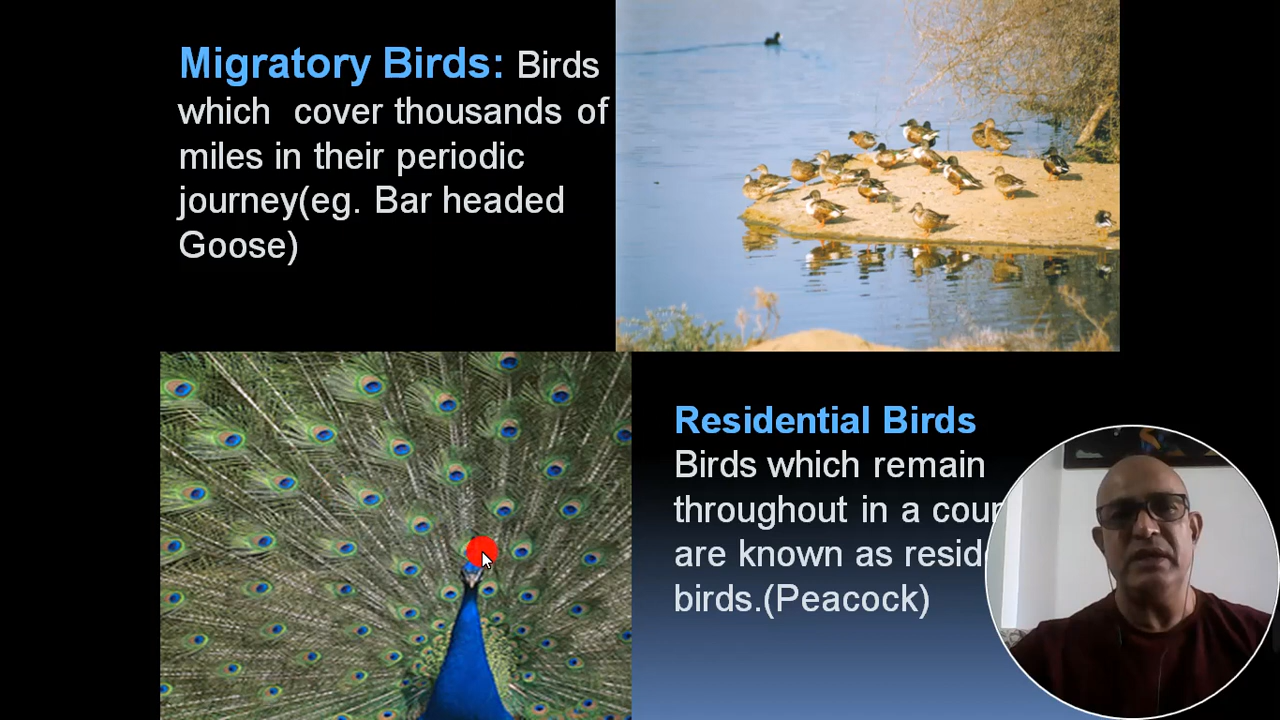 Migratory Birds: Birds
which cover thousands of
miles in their periodic
journey(eg. Bar headed
Goose)
Residential Birds
Birds which remain
throughout in a
are known as
birds.(Peacock)